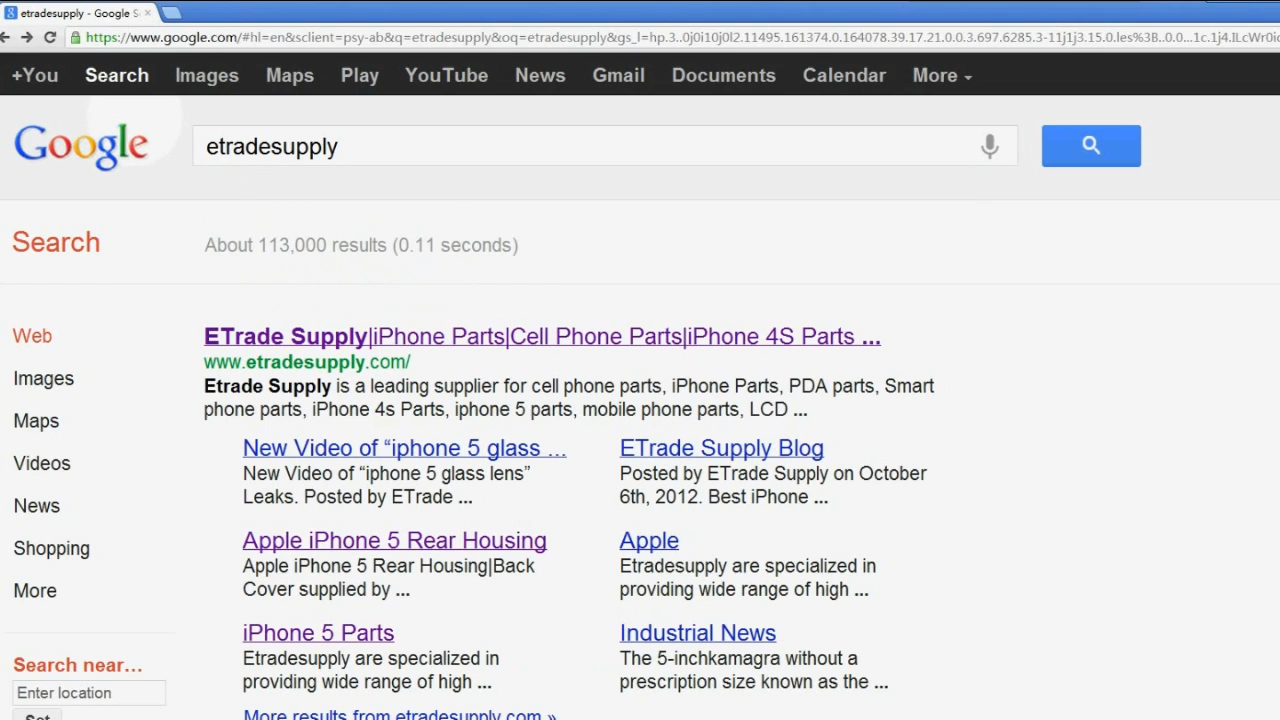 etradesupply - Google S
https://www.google.com/#hl=en&sclient=psy-ab&q=etradesupply&oq=etradesupply&gs_l=hp.3..0j0i10j0l2.11495.161374.0.164078.39.17.21.0.0.3.697.6285.3-11j1j3.15.0.les%3B..0.0...1c.1j4.ILcWr0ic
+You Search Images Maps Play YouTube News Gmail Documents Calendar More
Google etradesupply
Search About 113,000 results (0.11 seconds)
Web
Images
Maps
Videos
News
Shopping
More
Search near...
Enter location
Set
ETrade Supply|iPhone Parts|Cell Phone Parts|iPhone 4S Parts ...
www.etradesupply.com/
Etrade Supply is a leading supplier for cell phone parts, iPhone Parts, PDA parts, Smart
phone parts, iPhone 4s Parts, iphone 5 parts, mobile phone parts, LCD ...
New Video of “iphone 5 glass ...
New Video of “iphone 5 glass lens”
Leaks. Posted by ETrade ...
ETrade Supply Blog
Posted by ETrade Supply on October
6th, 2012. Best iPhone ...
Apple iPhone 5 Rear Housing
Apple iPhone 5 Rear Housing|Back
Cover supplied by ...
Apple
Etradesupply are specialized in
providing wide range of high ...
iPhone 5 Parts
Etradesupply are specialized in
providing wide range of high ...
Industrial News
The 5-inchkamagra without a
prescription size known as the ...
More results from etradesupply.com »